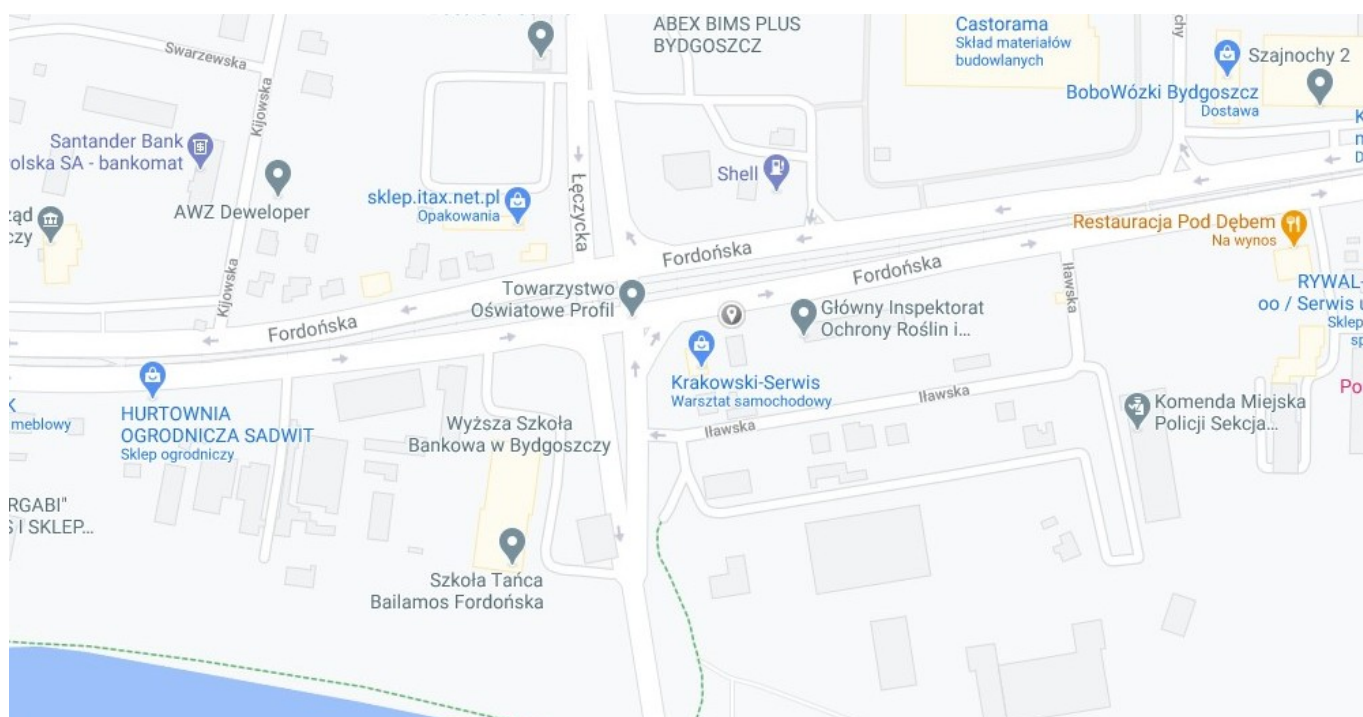 ABEX BIMS PLUS
BYDGOSZCZ
Castorama
Skład materiałów
budowlanych
Szajnochy 2
BoboWózki Bydgoszcz
Dostawa
Swarzewska
Kijowska
Santander Bank
olska SA - bankomat
AWZ Deweloper
sklep.itax.net.pl
Opakowania
Łęczycka
Shell
Restauracja Pod Dębem
Na wynos
Kijowska
Fordońska
Fordońska
Fordońska
Towarzystwo
Oświatowe Profil
Główny Inspektorat
Ochrony Roślin i...
Iławska
RYWAL-
oo / Serwis u
Sklep
sp
Krakowski-Serwis
Warsztat samochodowy
HURTOWNIA
OGRODNICZA SADWIT
Sklep ogrodniczy
K
meblowy
Wyższa Szkoła
Bankowa w Bydgoszczy
Iławska
Iławska
Komenda Miejska
Policji Sekcja...
Po
RGABI"
S I SKLEP...
Szkoła Tańca
Bailamos Fordońska